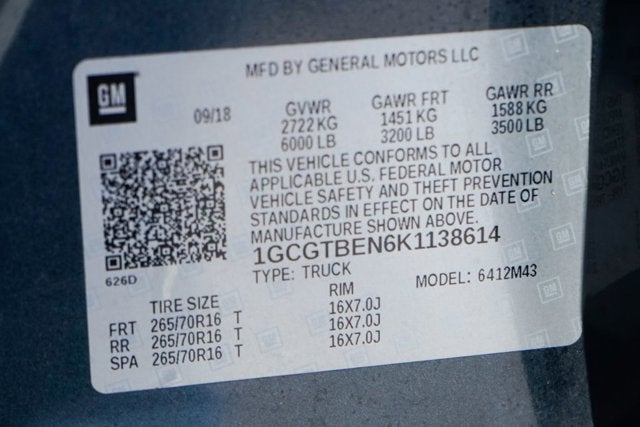 MFD BY GENERAL MOTORS LLC
GM
09/18
GVWR GAWR FRT GAWR RR
2722 KG 1451 KG 1588 KG
6000 LB 3200 LB 3500 LB
THIS VEHICLE CONFORMS TO ALL
APPLICABLE U.S. FEDERAL MOTOR
VEHICLE SAFETY AND THEFT PREVENTION
STANDARDS IN EFFECT ON THE DATE OF
MANUFACTURE SHOWN ABOVE.
1GCGTBEN6K1138614
626D
TYPE: TRUCK MODEL: 6412M43
TIRE SIZE RIM
FRT 265/70R16 T 16X7.0J
RR 265/70R16 T 16X7.0J
SPA 265/70R16 T 16X7.0J